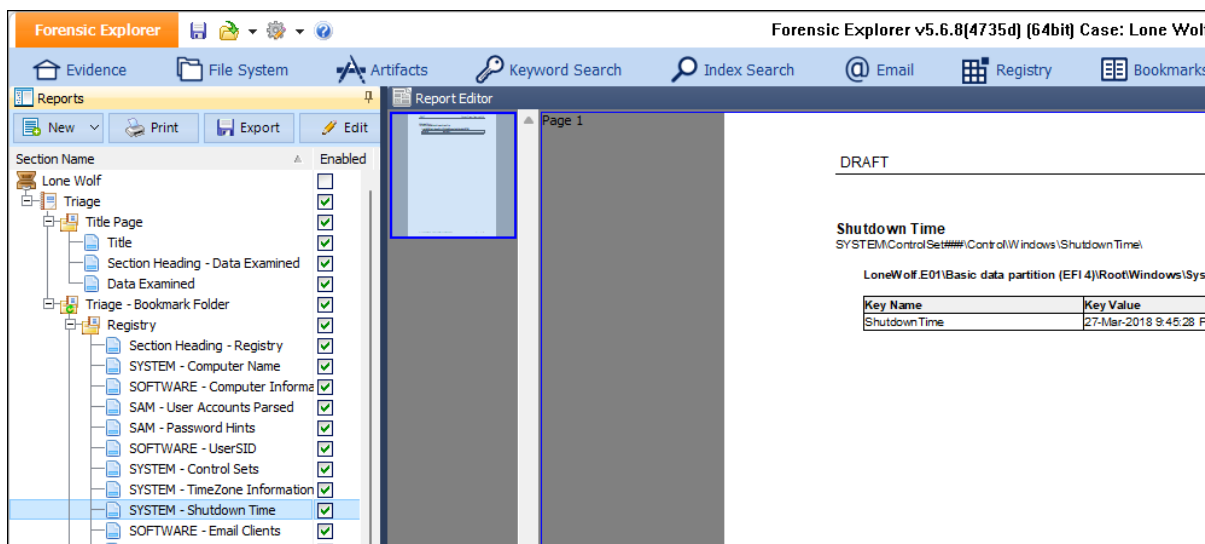 Forensic Explorer
Forensic Explorer v5.6.8(4735d) (64bit) Case: Lone Wolf
Evidence File System Artifacts Keyword Search Index Search Email Registry Bookmarks
Reports
Report Editor
New Print Export Edit
Page 1
Section Name Enabled
Lone Wolf
Triage
Title Page
Title
Section Heading - Data Examined
Data Examined
Triage - Bookmark Folder
Registry
Section Heading - Registry
SYSTEM - Computer Name
SOFTWARE - Computer Informa
SAM - User Accounts Parsed
SAM - Password Hints
SOFTWARE - UserSID
SYSTEM - Control Sets
SYSTEM - TimeZone Information
SYSTEM - Shutdown Time
SOFTWARE - Email Clients
DRAFT
Shutdown Time
SYSTEM\ControlSet###\Control\Windows\ShutdownTime\
LoneWolf.E01\Basic data partition (EFI 4)\Root\Windows\Sys
Key Name Key Value
ShutdownTime 27-Mar-2018 9:45:28 P